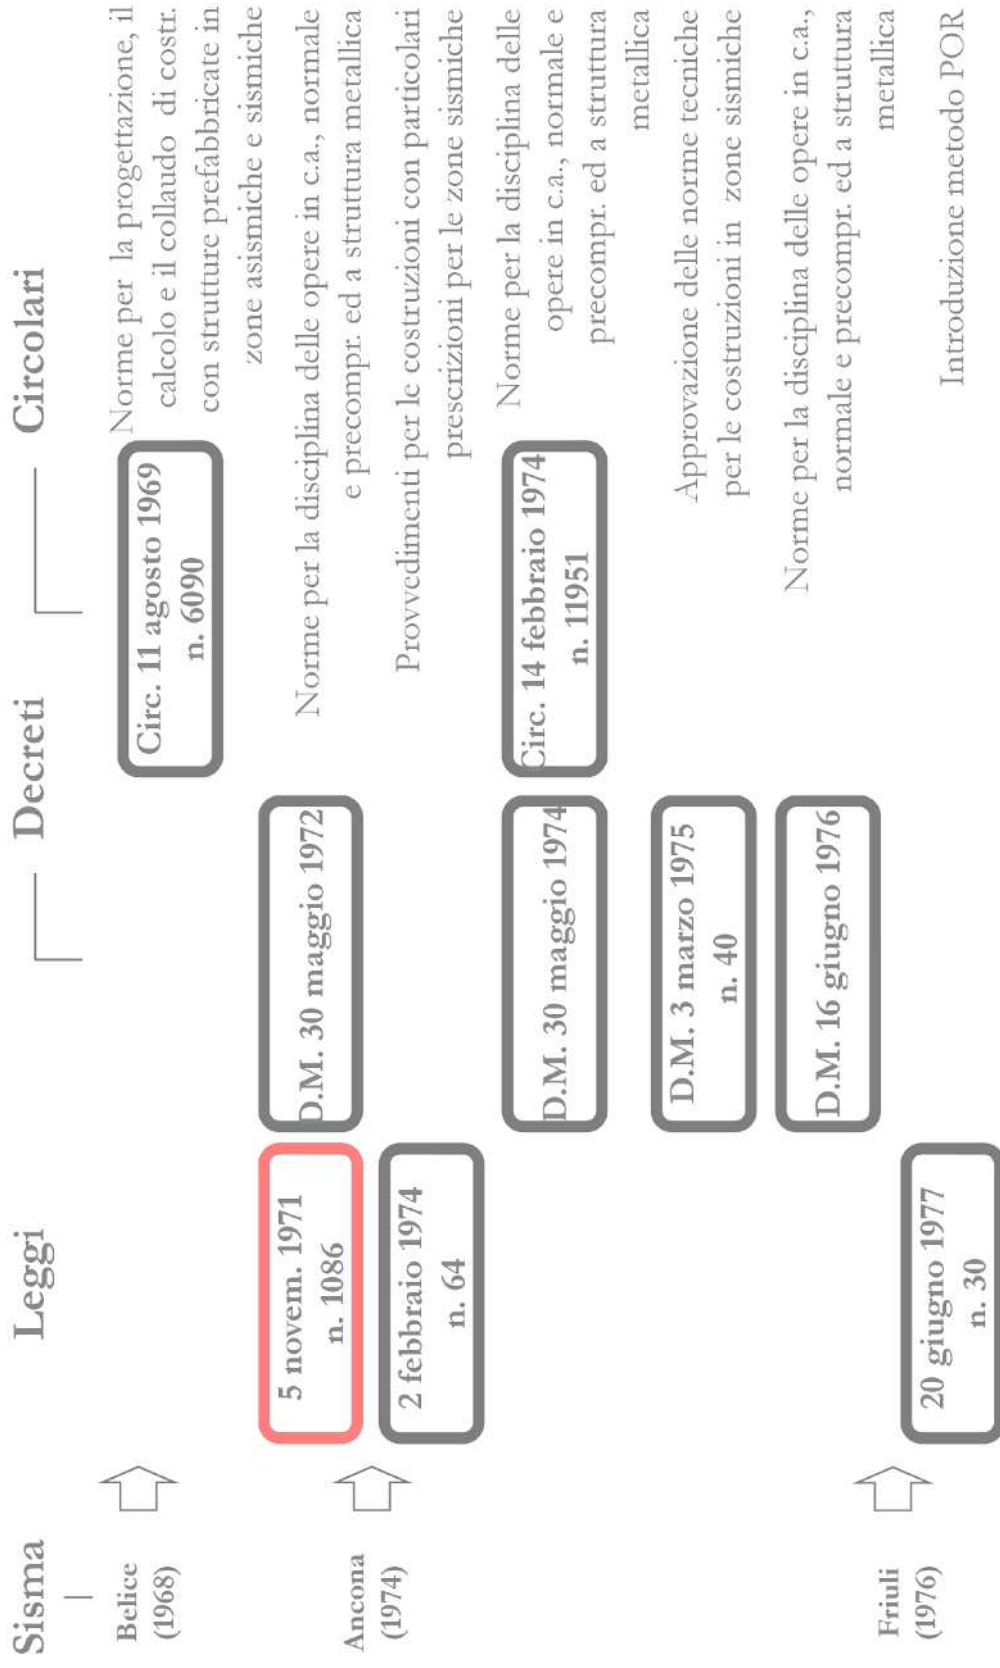 Sisma
Leggi
Decreti
Circolari
Belice
(1968)
Circ. 11 agosto 1969
n. 6090
Norme per la progettazione, il
calcolo e il collaudo di costr.
con strutture prefabbricate in
zone asismiche e sismiche
5 novem. 1971
n. 1086
D.M. 30 maggio 1972
Norme per la disciplina delle opere in c.a., normale
e precompr. ed a struttura metallica
Ancona
(1974)
2 febbraio 1974
n. 64
Provvedimenti per le costruzioni con particolari
prescrizioni per le zone sismiche
D.M. 30 maggio 1974
Circ. 14 febbraio 1974
n. 11951
Norme per la disciplina delle
opere in c.a., normale e
precompr. ed a struttura
metallica
D.M. 3 marzo 1975
n. 40
Approvazione delle norme tecniche
per le costruzioni in zone sismiche
D.M. 16 giugno 1976
Norme per la disciplina delle opere in c.a.,
normale e precompr. ed a struttura
metallica
Friuli
(1976)
20 giugno 1977
n. 30
Introduzione metodo POR